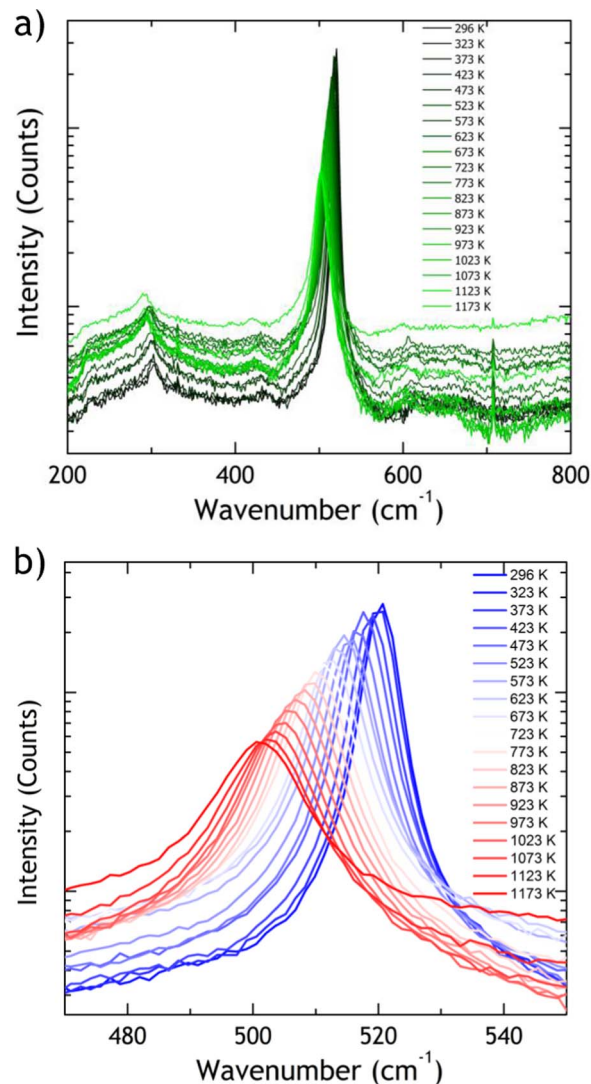 a)
296 K
323 K
373 K
423 K
473 K
523 K
573 K
623 K
673 K
723 K
773 K
823 K
873 K
923 K
973 K
1023 K
1073 K
1123 K
1173 K
Intensity (Counts)
200 400 600 800
Wavenumber (cm⁻¹)
b)
296 K
323 K
373 K
423 K
473 K
523 K
573 K
623 K
673 K
723 K
773 K
823 K
873 K
923 K
973 K
1023 K
1073 K
1123 K
1173 K
Intensity (Counts)
480 500 520 540
Wavenumber (cm⁻¹)